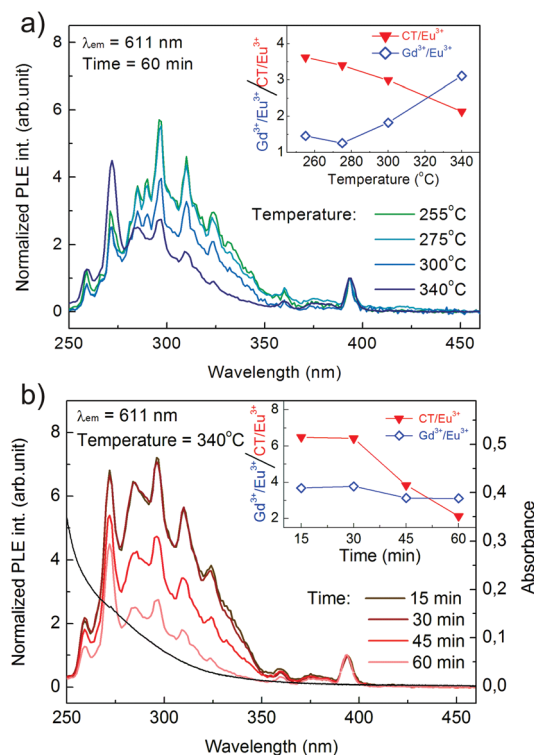 a)
λem = 611 nm
Time = 60 min
Normalized PLE int. (arb.unit)
8
6
4
2
0
250 300 350 400 450
Wavelength (nm)
Gd3+/Eu3+ / CT/Eu3+
CT/Eu3+
Gd3+/Eu3+
4
3
2
1
260 280 300 320 340
Temperature (°C)
Temperature:
255°C
275°C
300°C
340°C
b)
λem = 611 nm
Temperature = 340°C
Normalized PLE int. (arb.unit)
8
6
4
2
0
250 300 350 400 450
Wavelength (nm)
Gd3+/Eu3+ / CT/Eu3+
CT/Eu3+
Gd3+/Eu3+
8
6
4
2
15 30 45 60
Time (min)
Time:
15 min
30 min
45 min
60 min
0,5
0,4
0,3
0,2
0,1
0,0
Absorbance